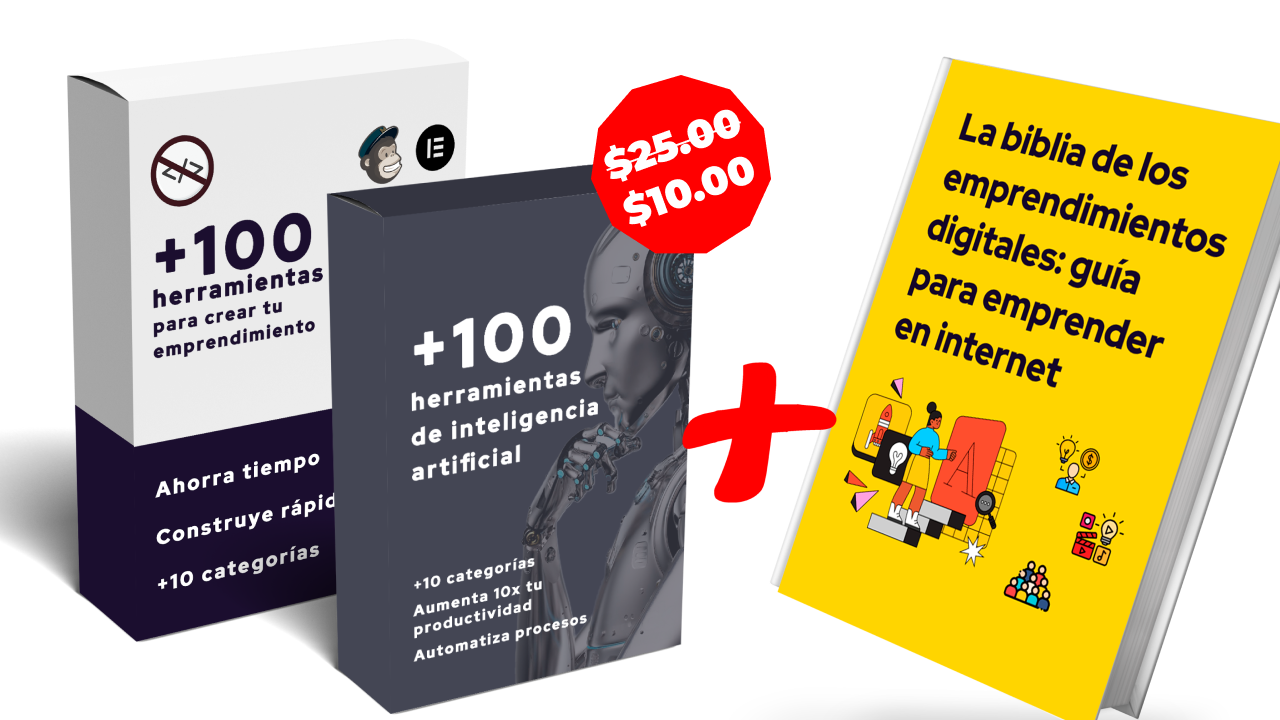 +100
herramientas
para crear tu
emprendimiento
Ahorra tiempo
Construye
+10 categorías
+100
herramientas
de inteligencia
artificial
+10 categorías
Aumenta 10x tu
productividad
Automatiza procesos
$25.00
$10.00
+
La biblia de los
emprendimientos
digitales: guía
para emprender
en internet
A